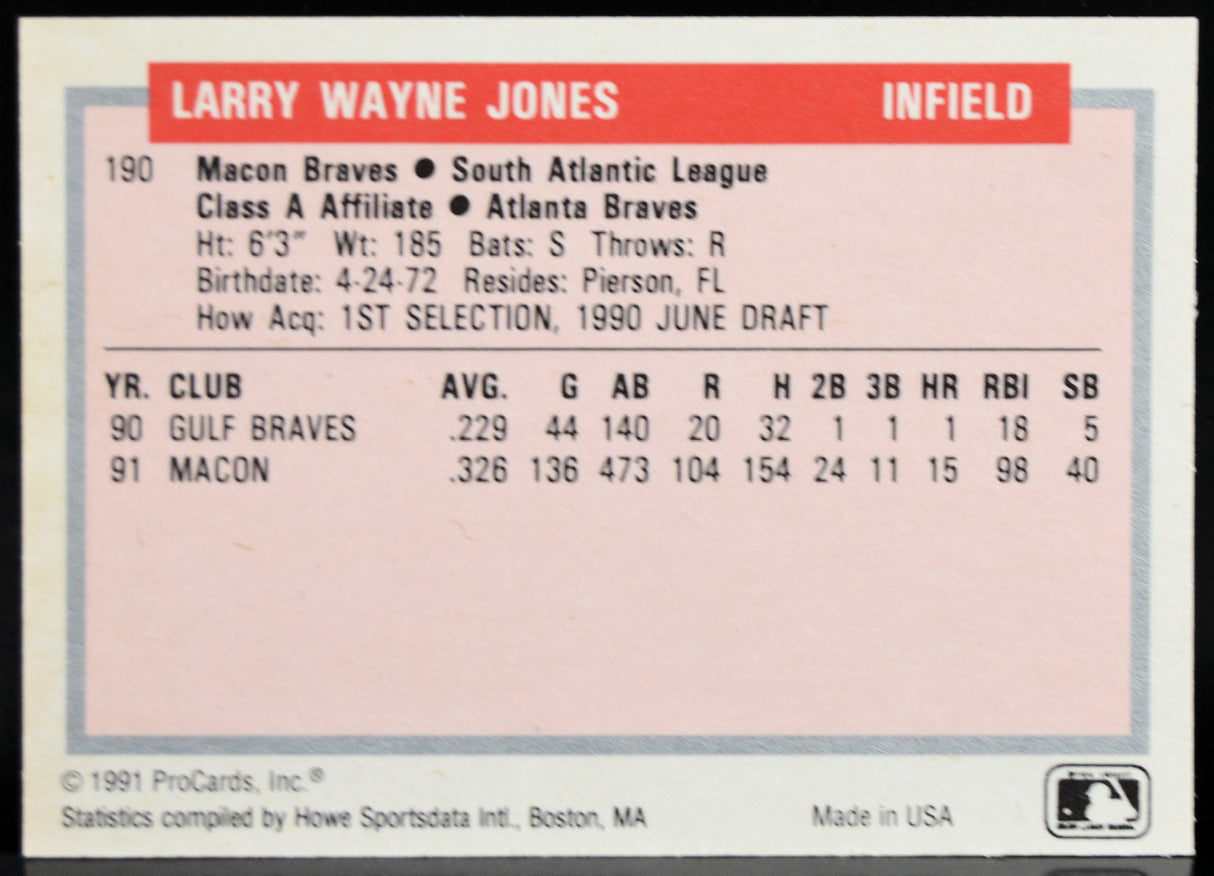 LARRY WAYNE JONES INFIELD
190 Macon Braves ● South Atlantic League
Class A Affiliate ● Atlanta Braves
Ht: 6'3" Wt: 185 Bats: S Throws: R
Birthdate: 4-24-72 Resides: Pierson, FL
How Acq: 1ST SELECTION, 1990 JUNE DRAFT
YR. CLUB AVG. G AB R H 2B 3B HR RBI SB
90 GULF BRAVES .229 44 140 20 32 1 1 1 18 5
91 MACON .326 136 473 104 154 24 11 15 98 40
© 1991 ProCards, Inc.®
Statistics compiled by Howe Sportsdata Intl., Boston, MA Made in USA